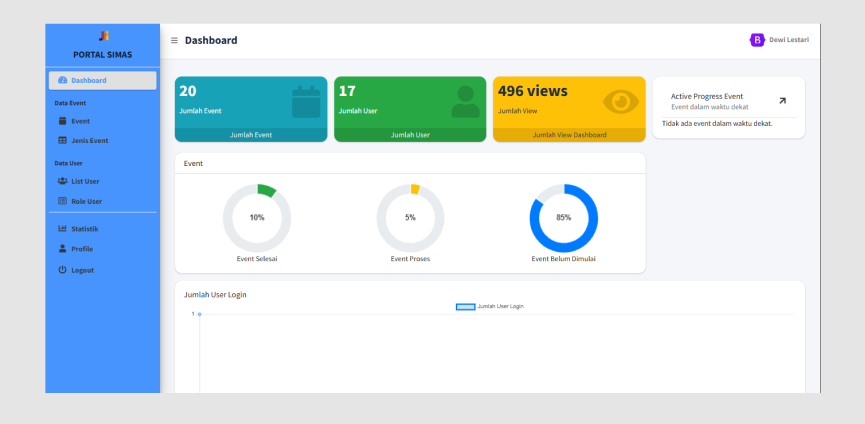 PORTAL SIMAS
Dashboard
Data Event
Event
Jenis Event
Data User
List User
Role User
Statistik
Profile
Logout
Dashboard
B Dewi Lestari
20
Jumlah Event
Jumlah Event
17
Jumlah User
Jumlah User
496 views
Jumlah View
Jumlah View Dashboard
Active Progress Event
Event dalam waktu dekat
Tidak ada event dalam waktu dekat.
Event
10%
Event Selesai
5%
Event Proses
85%
Event Belum Dimulai
Jumlah User Login
Jumlah User Login
1